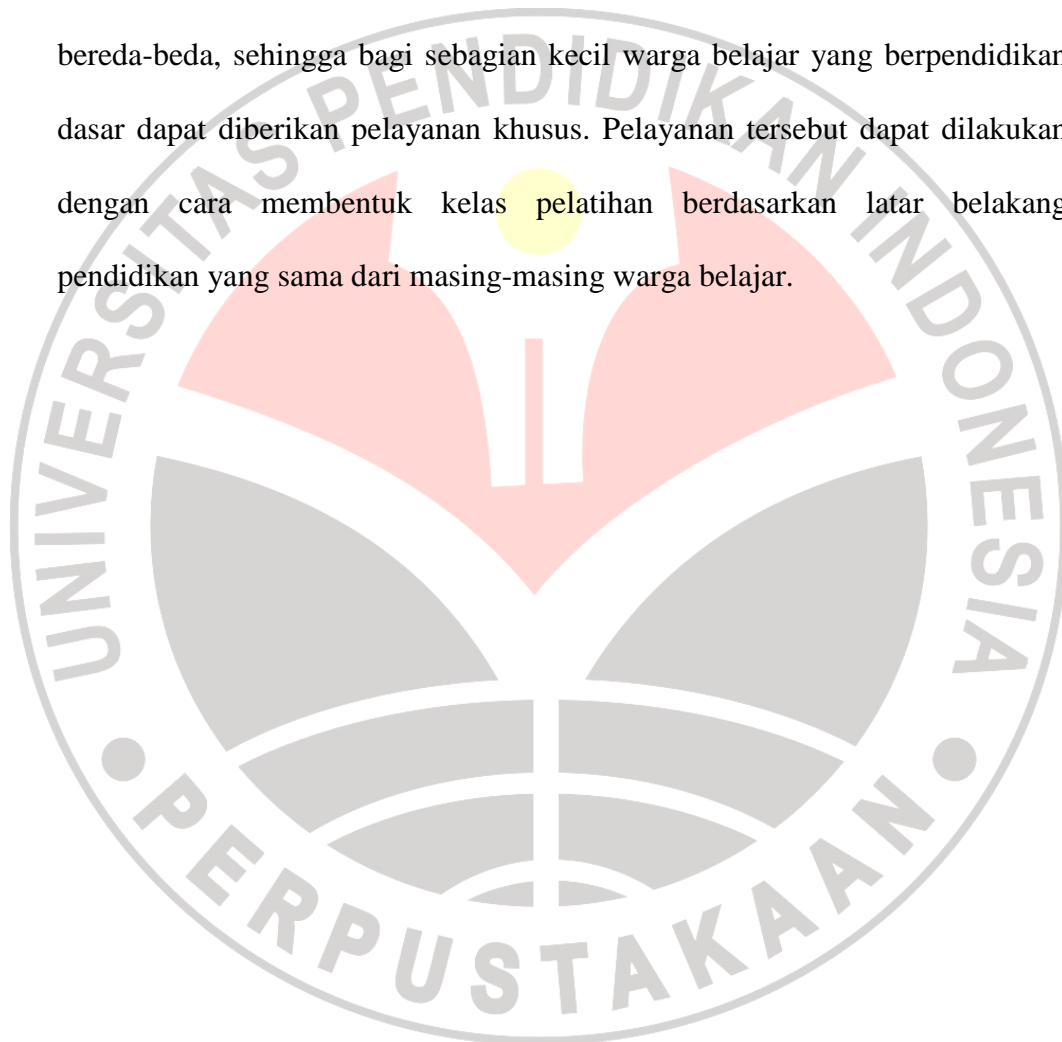 bereda-beda, sehingga bagi sebagian kecil warga belajar yang berpendidikan
dasar dapat diberikan pelayanan khusus. Pelayanan tersebut dapat dilakukan
dengan cara membentuk kelas pelatihan berdasarkan latar belakang
pendidikan yang sama dari masing-masing warga belajar.
UNIVERSITAS PENDIDIKAN INDONESIA
PERPUSTAKAAN